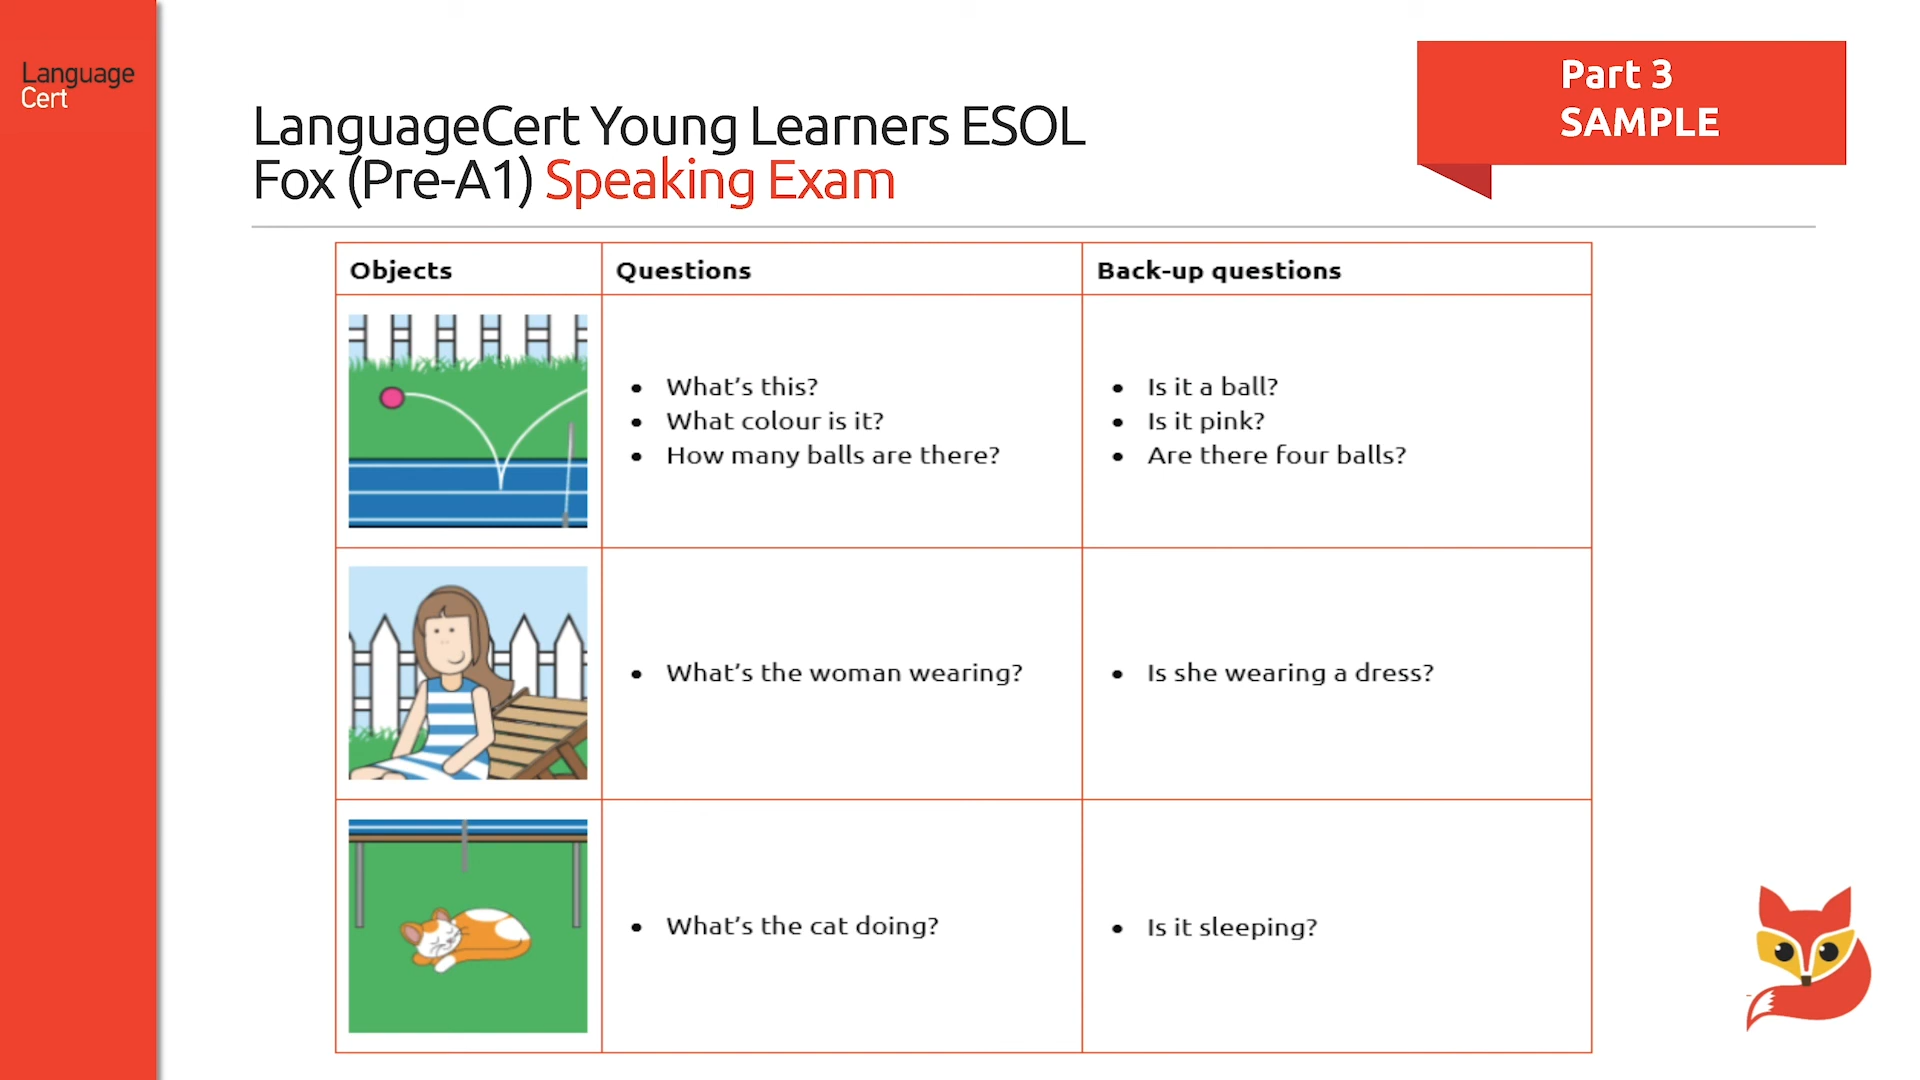 Language
Cert
Part 3
SAMPLE
LanguageCert Young Learners ESOL
Fox (Pre-A1) Speaking Exam
Objects
Questions
Back-up questions
• What's this?
• What colour is it?
• How many balls are there?
• Is it a ball?
• Is it pink?
• Are there four balls?
• What's the woman wearing?
• Is she wearing a dress?
• What's the cat doing?
• Is it sleeping?